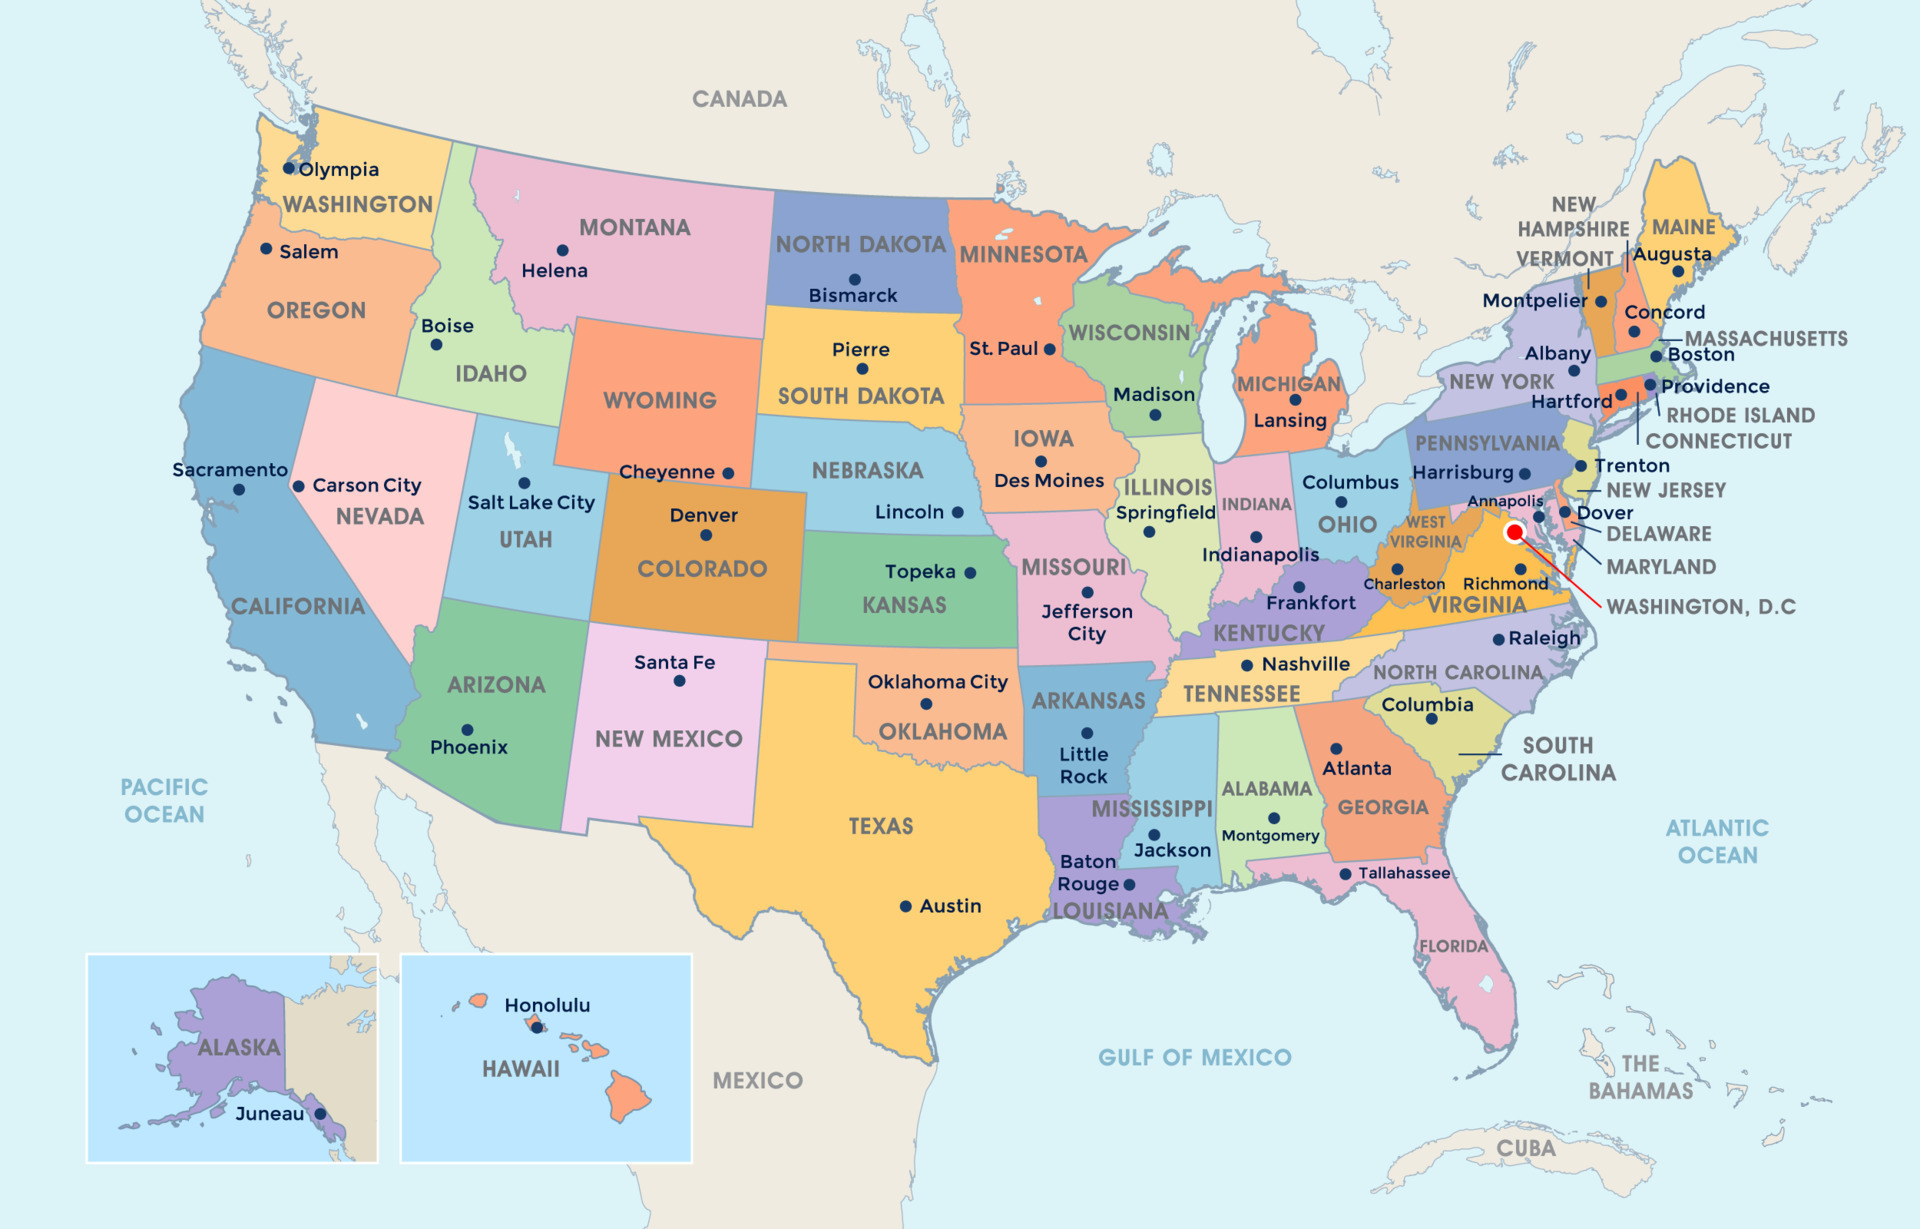 CANADA
Olympia
WASHINGTON
Salem
OREGON
MONTANA
Helena
Boise
IDAHO
NORTH DAKOTA
Bismarck
MINNESOTA
St. Paul
WISCONSIN
Madison
MICHIGAN
Lansing
Pierre
SOUTH DAKOTA
WYOMING
Cheyenne
NEBRASKA
Lincoln
IOWA
Des Moines
Sacramento
CALIFORNIA
Carson City
NEVADA
Salt Lake City
UTAH
Denver
COLORADO
Topeka
KANSAS
MISSOURI
Jefferson
City
ILLINOIS
Springfield
INDIANA
Indianapolis
Columbus
OHIO
NEW
HAMPSHIRE
VERMONT
MAINE
Augusta
Montpelier
Concord
MASSACHUSETTS
Boston
Albany
NEW YORK
Providence
Hartford
RHODE ISLAND
CONNECTICUT
PENNSYLVANIA
Harrisburg
Trenton
NEW JERSEY
Annapolis
Dover
DELAWARE
MARYLAND
WASHINGTON, D.C
WEST
VIRGINIA
Charleston
Richmond
VIRGINIA
Frankfort
KENTUCKY
Raleigh
NORTH CAROLINA
Nashville
TENNESSEE
Columbia
SOUTH
CAROLINA
ARIZONA
Phoenix
Santa Fe
NEW MEXICO
Oklahoma City
OKLAHOMA
ARKANSAS
Little
Rock
TEXAS
Austin
MISSISSIPPI
Jackson
ALABAMA
Montgomery
Atlanta
GEORGIA
Baton
Rouge
LOUISIANA
Tallahassee
FLORIDA
PACIFIC
OCEAN
ATLANTIC
OCEAN
ALASKA
Juneau
Honolulu
HAWAII
MEXICO
GULF OF MEXICO
THE
BAHAMAS
CUBA